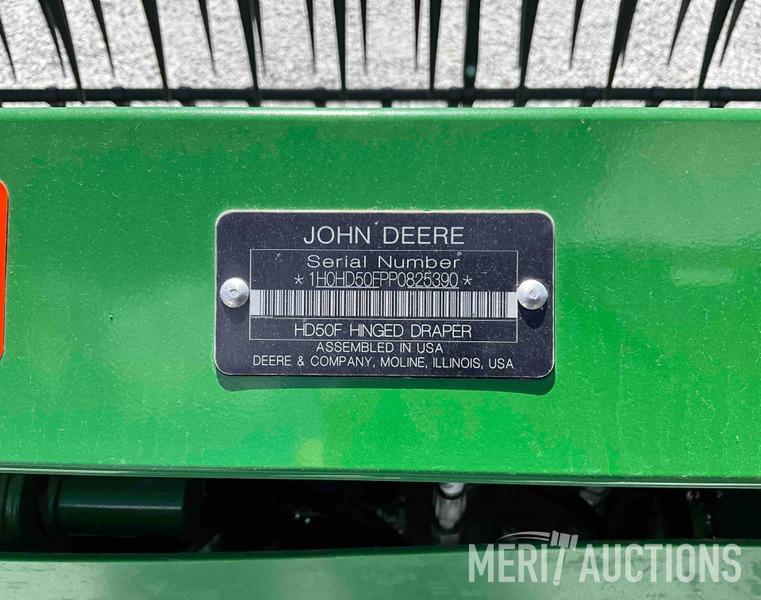 JOHN DEERE
Serial Number
*1H0HD50FPP0825390*
HD50F HINGED DRAPER
ASSEMBLED IN USA
DEERE & COMPANY, MOLINE, ILLINOIS, USA
MERIT AUCTIONS